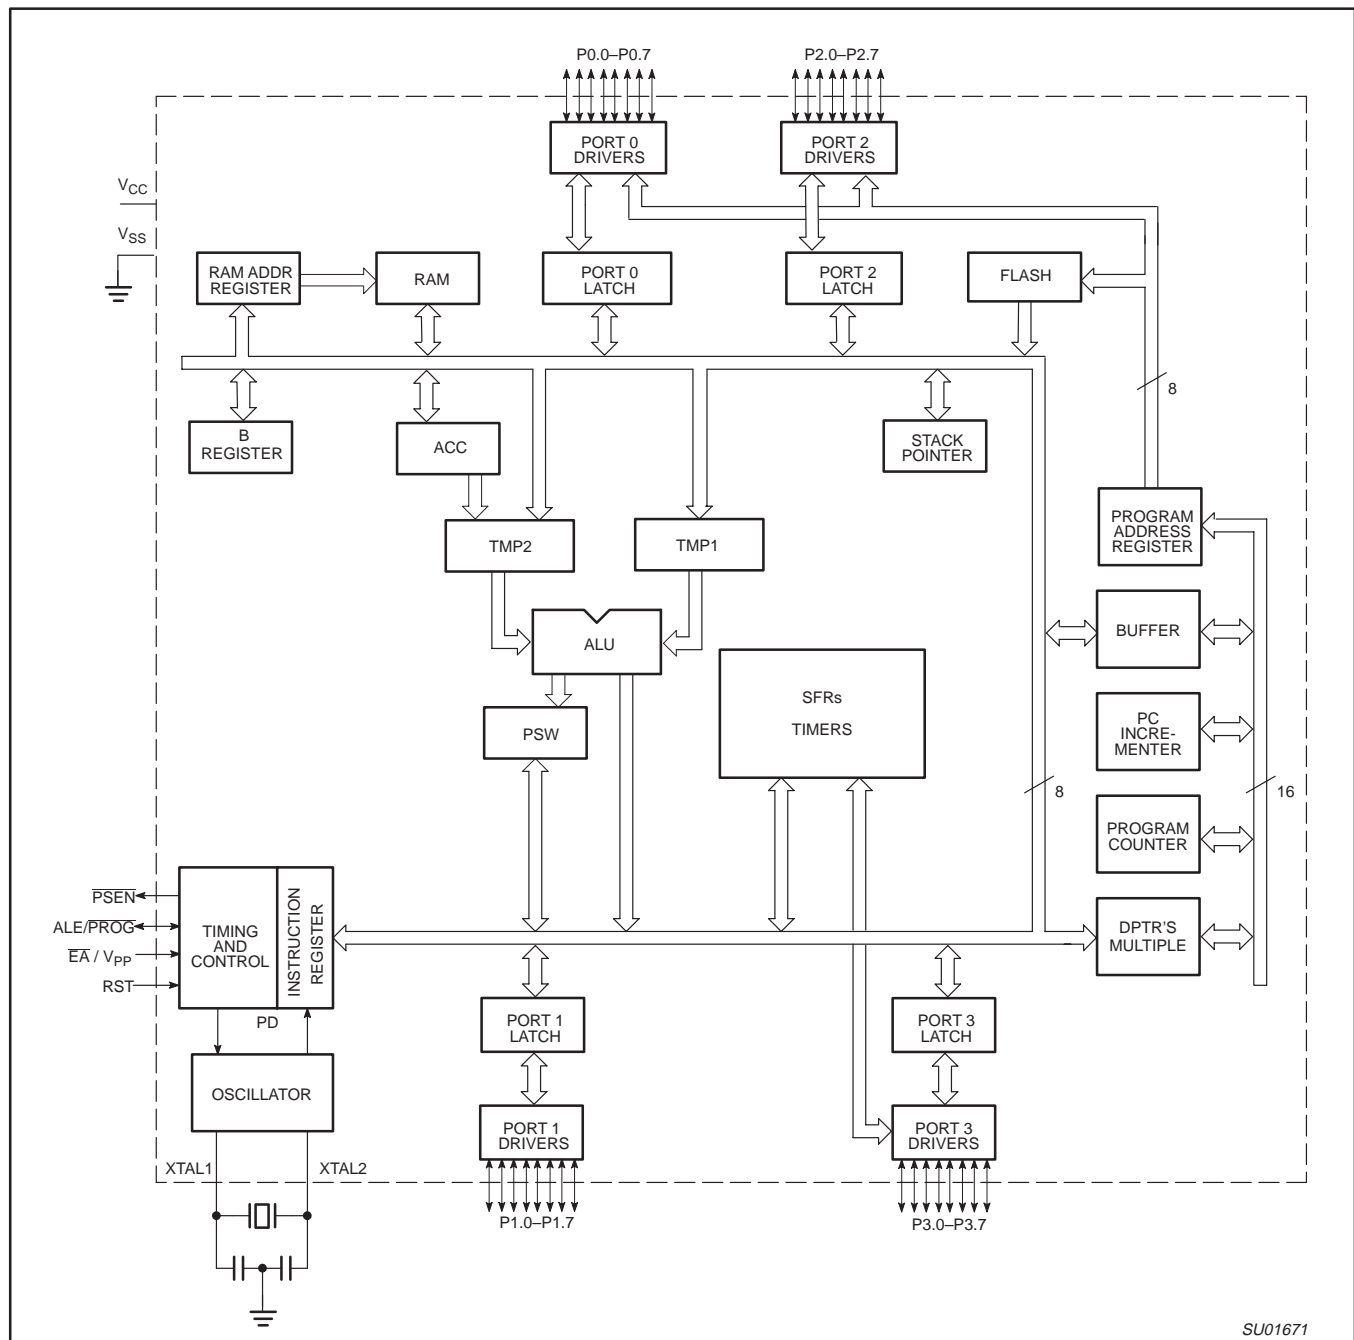 P0.0–P0.7
P2.0–P2.7
PORT 0
DRIVERS
PORT 2
DRIVERS
VCC
VSS
RAM ADDR
REGISTER
RAM
PORT 0
LATCH
PORT 2
LATCH
FLASH
8
B
REGISTER
ACC
STACK
POINTER
TMP2
TMP1
PROGRAM
ADDRESS
REGISTER
ALU
BUFFER
SFRs
TIMERS
PSW
PC
INCRE-
MENTER
8
16
PROGRAM
COUNTER
PSEN
ALE/PROG
EA / VPP
RST
TIMING
AND
CONTROL
INSTRUCTION
REGISTER
DPTR'S
MULTIPLE
PD
PORT 1
LATCH
PORT 3
LATCH
OSCILLATOR
PORT 1
DRIVERS
PORT 3
DRIVERS
XTAL1
XTAL2
P1.0–P1.7
P3.0–P3.7
SU01671